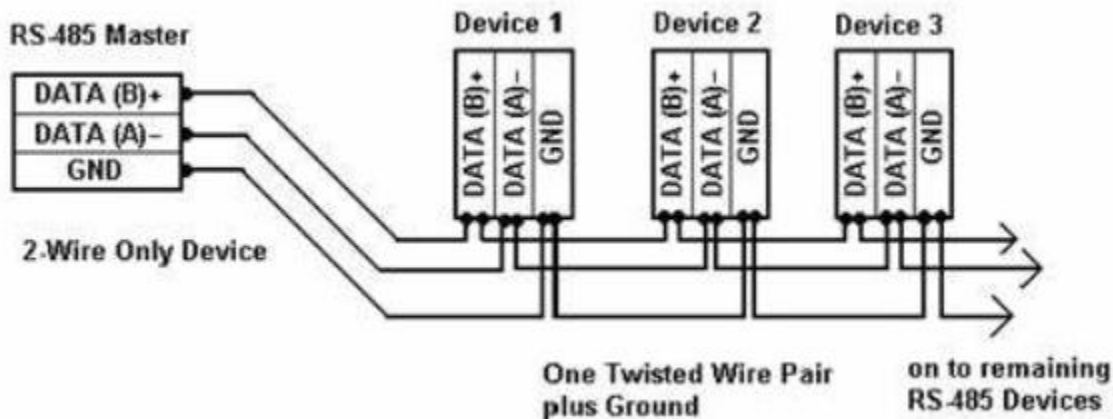 RS-485 Master
DATA (B)+
DATA (A)-
GND
2-Wire Only Device
Device 1
DATA (B)+
DATA (A)-
GND
Device 2
DATA (B)+
DATA (A)-
GND
Device 3
DATA (B)+
DATA (A)-
GND
One Twisted Wire Pair
plus Ground
on to remaining
RS-485 Devices